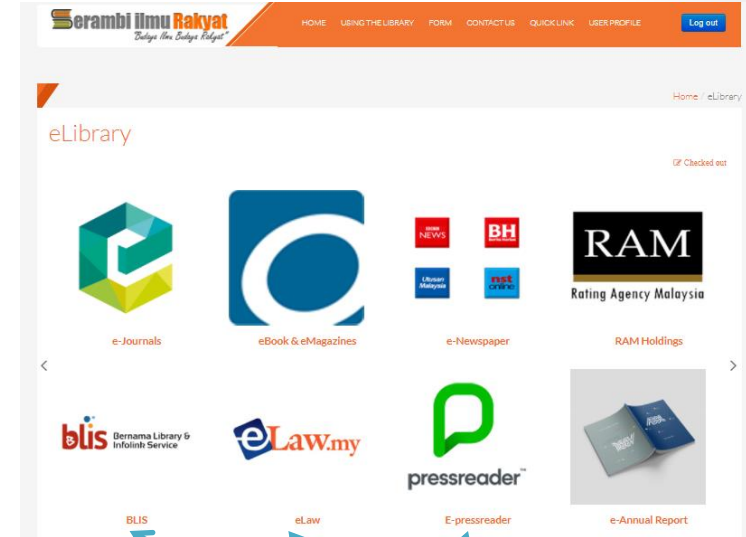 Serambi Ilmu Rakyat
"Budaya Ilmu Budaya Rakyat"
HOME USING THE LIBRARY FORM CONTACT US QUICK LINK USER PROFILE Log out
Home / eLibrary
eLibrary
Checked out
NEWS
BH
Utusan Malaysia
nst online
RAM
Rating Agency Malaysia
e-Journals eBook & eMagazines e-Newspaper RAM Holdings
blis Bernama Library & Infolink Service
eLaw.my
pressreader
BLIS eLaw E-pressreader e-Annual Report